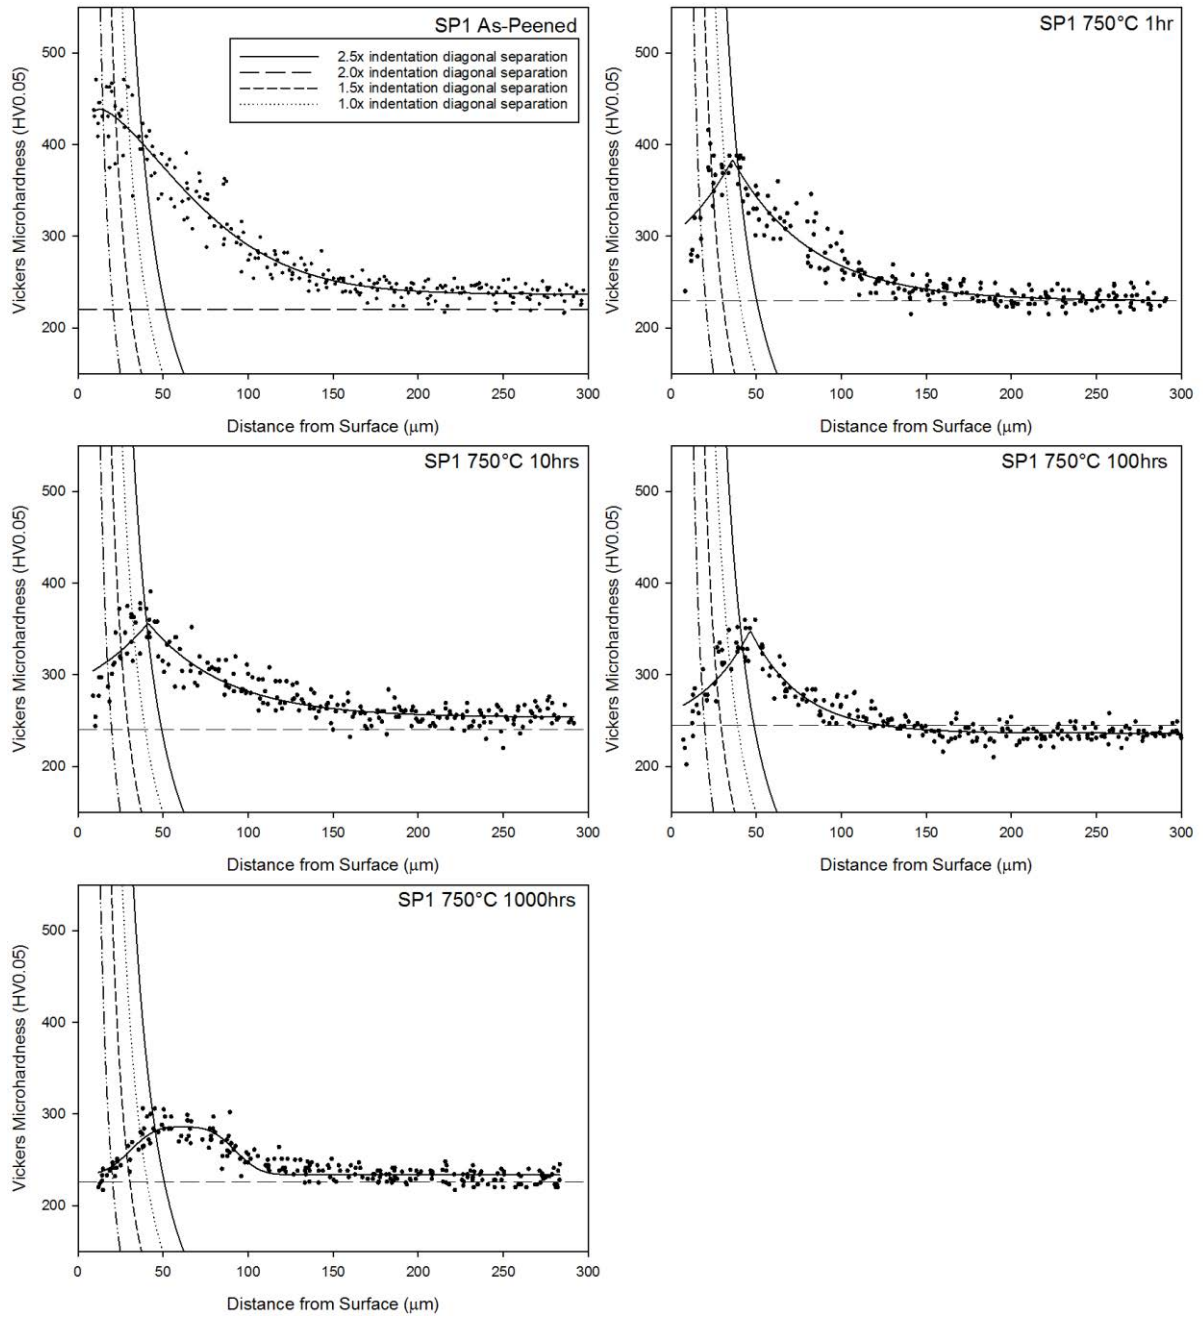 SP1 As-Peened
2.5x indentation diagonal separation
2.0x indentation diagonal separation
1.5x indentation diagonal separation
1.0x indentation diagonal separation
Vickers Microhardness (HV0.05)
500
400
300
200
0 50 100 150 200 250 300
Distance from Surface (μm)
SP1 750°C 1hr
Vickers Microhardness (HV0.05)
500
400
300
200
0 50 100 150 200 250 300
Distance from Surface (μm)
SP1 750°C 10hrs
Vickers Microhardness (HV0.05)
500
400
300
200
0 50 100 150 200 250 300
Distance from Surface (μm)
SP1 750°C 100hrs
Vickers Microhardness (HV0.05)
500
400
300
200
0 50 100 150 200 250 300
Distance from Surface (μm)
SP1 750°C 1000hrs
Vickers Microhardness (HV0.05)
500
400
300
200
0 50 100 150 200 250 300
Distance from Surface (μm)